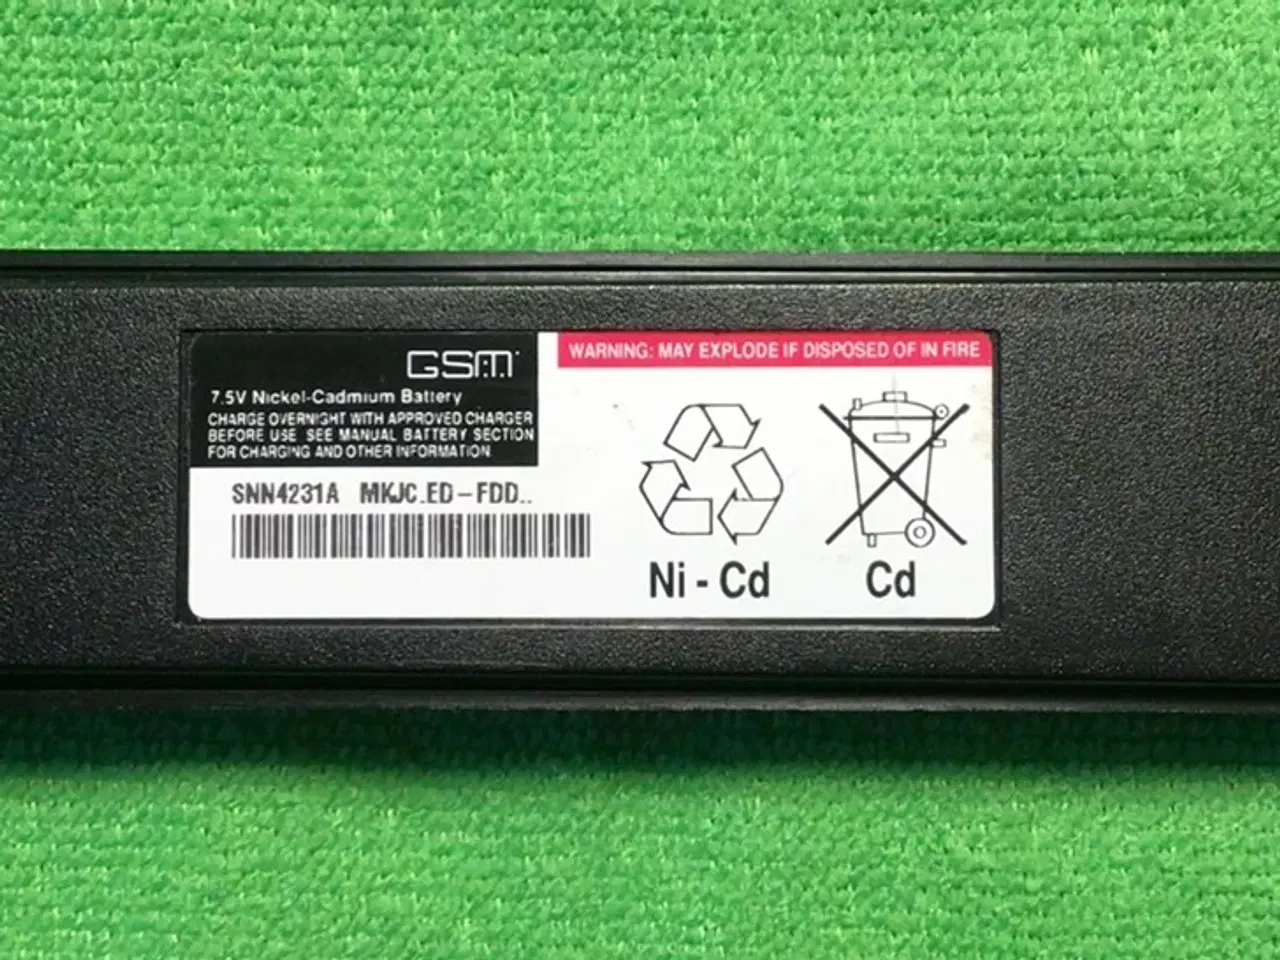 GSM
7.5V Nickel-Cadmium Battery
CHARGE OVERNIGHT WITH APPROVED CHARGER
BEFORE USE. SEE MANUAL BATTERY SECTION
FOR CHARGING AND OTHER INFORMATION.
SNN4231A MKJC.ED-FDD..
WARNING: MAY EXPLODE IF DISPOSED OF IN FIRE
Ni - Cd
Cd